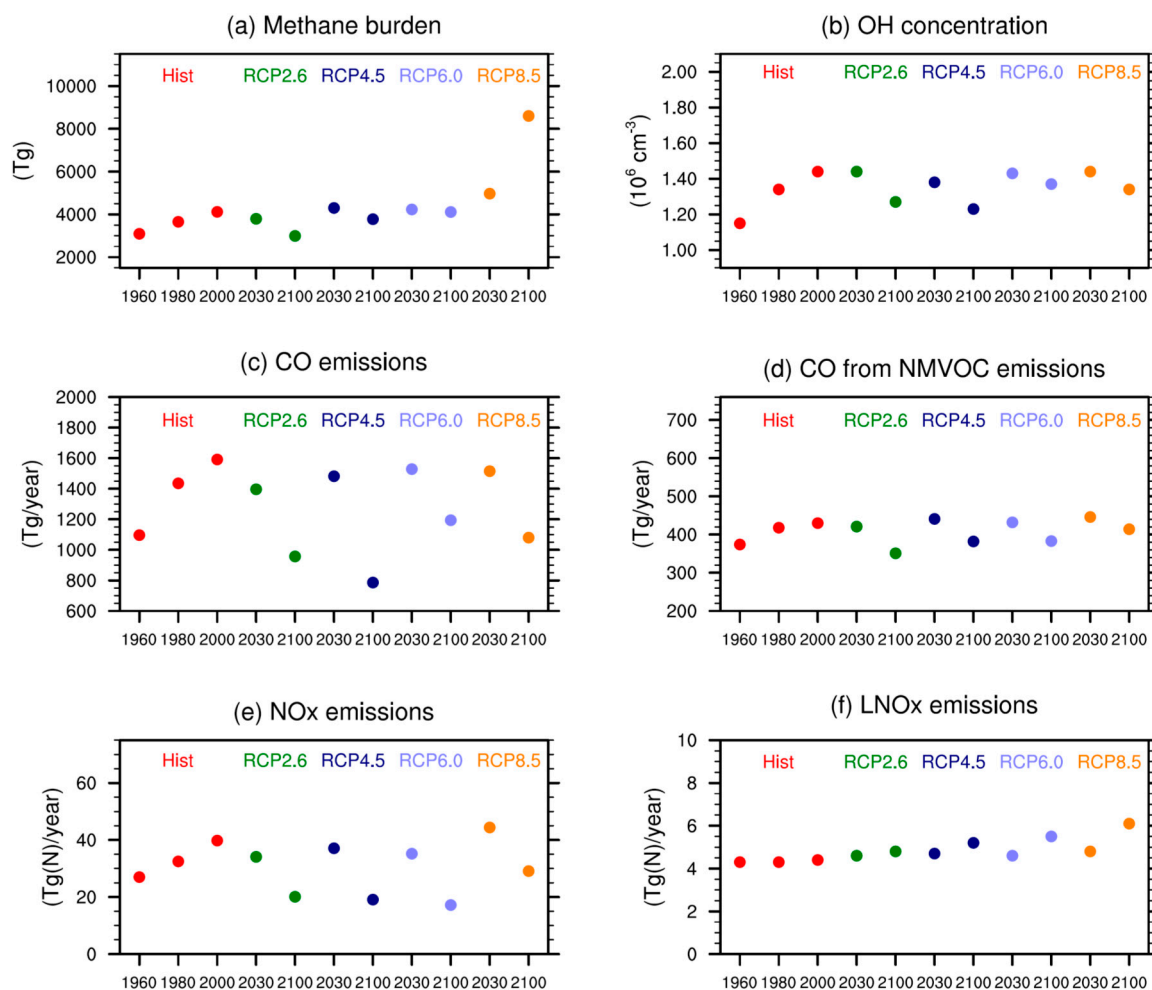 (a) Methane burden
(Tg)
10000
8000
6000
4000
2000
Hist RCP2.6 RCP4.5 RCP6.0 RCP8.5
1960 1980 2000 2030 2100 2030 2100 2030 2100 2030 2100
(b) OH concentration
(10⁶ cm⁻³)
2.00
1.80
1.60
1.40
1.20
1.00
Hist RCP2.6 RCP4.5 RCP6.0 RCP8.5
1960 1980 2000 2030 2100 2030 2100 2030 2100 2030 2100
(c) CO emissions
(Tg/year)
2000
1800
1600
1400
1200
1000
800
600
Hist RCP2.6 RCP4.5 RCP6.0 RCP8.5
1960 1980 2000 2030 2100 2030 2100 2030 2100 2030 2100
(d) CO from NMVOC emissions
(Tg/year)
700
600
500
400
300
200
Hist RCP2.6 RCP4.5 RCP6.0 RCP8.5
1960 1980 2000 2030 2100 2030 2100 2030 2100 2030 2100
(e) NOx emissions
(Tg(N)/year)
60
40
20
0
Hist RCP2.6 RCP4.5 RCP6.0 RCP8.5
1960 1980 2000 2030 2100 2030 2100 2030 2100 2030 2100
(f) LNOx emissions
(Tg(N)/year)
10
8
6
4
2
0
Hist RCP2.6 RCP4.5 RCP6.0 RCP8.5
1960 1980 2000 2030 2100 2030 2100 2030 2100 2030 2100